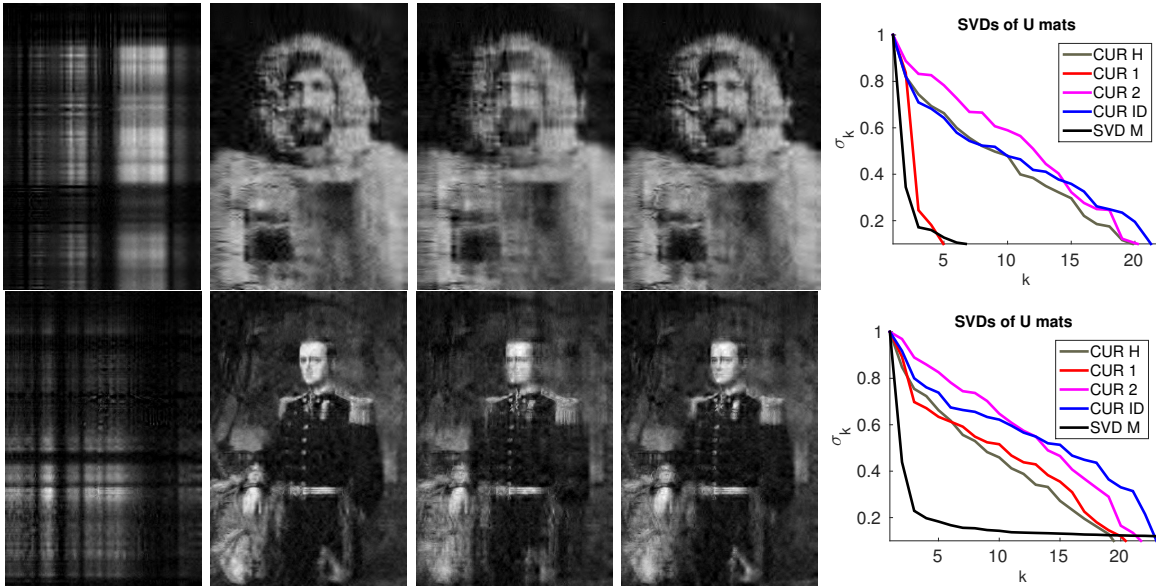 SVDs of U mats
1
0.8
0.6
0.4
0.2
σk
CUR H
CUR 1
CUR 2
CUR ID
SVD M
5 10 15 20
k
SVDs of U mats
1
0.8
0.6
0.4
0.2
σk
CUR H
CUR 1
CUR 2
CUR ID
SVD M
5 10 15 20
k